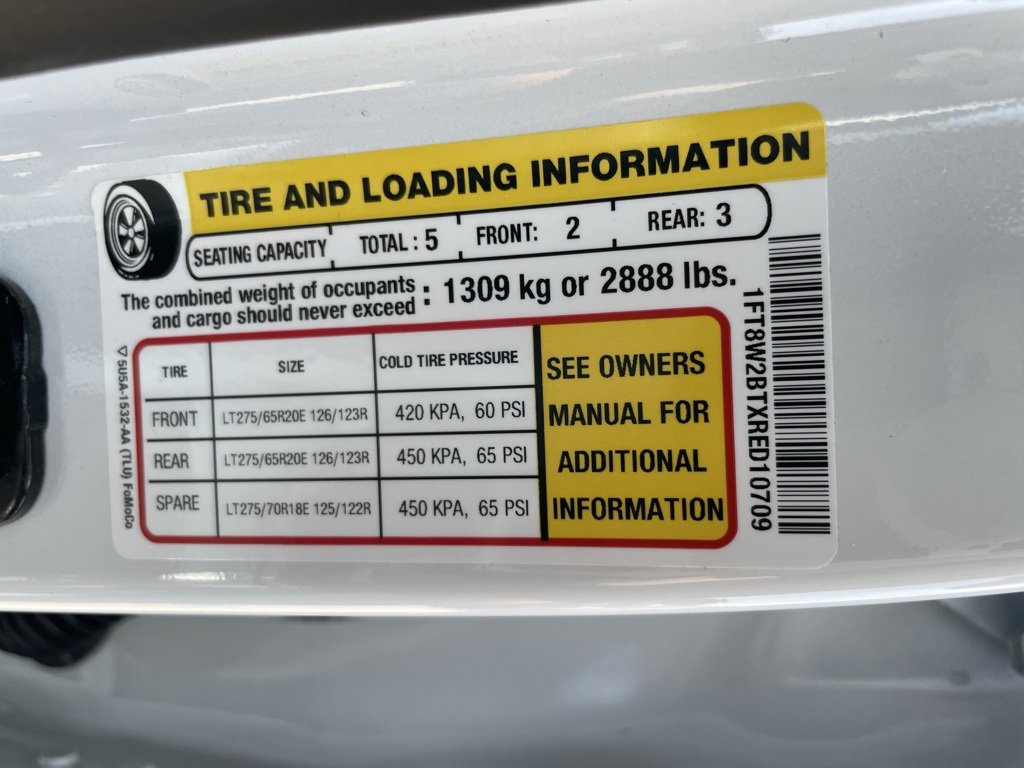 TIRE AND LOADING INFORMATION
SEATING CAPACITY TOTAL : 5 FRONT: 2 REAR: 3
The combined weight of occupants and cargo should never exceed : 1309 kg or 2888 lbs.
TIRE SIZE COLD TIRE PRESSURE
FRONT LT275/65R20E 126/123R 420 KPA, 60 PSI
REAR LT275/65R20E 126/123R 450 KPA, 65 PSI
SPARE LT275/70R18E 125/122R 450 KPA, 65 PSI
SEE OWNERS
MANUAL FOR
ADDITIONAL
INFORMATION
1FT8W2BTXRED10709
5U5A-1532-AA (TLU) FoMoCo